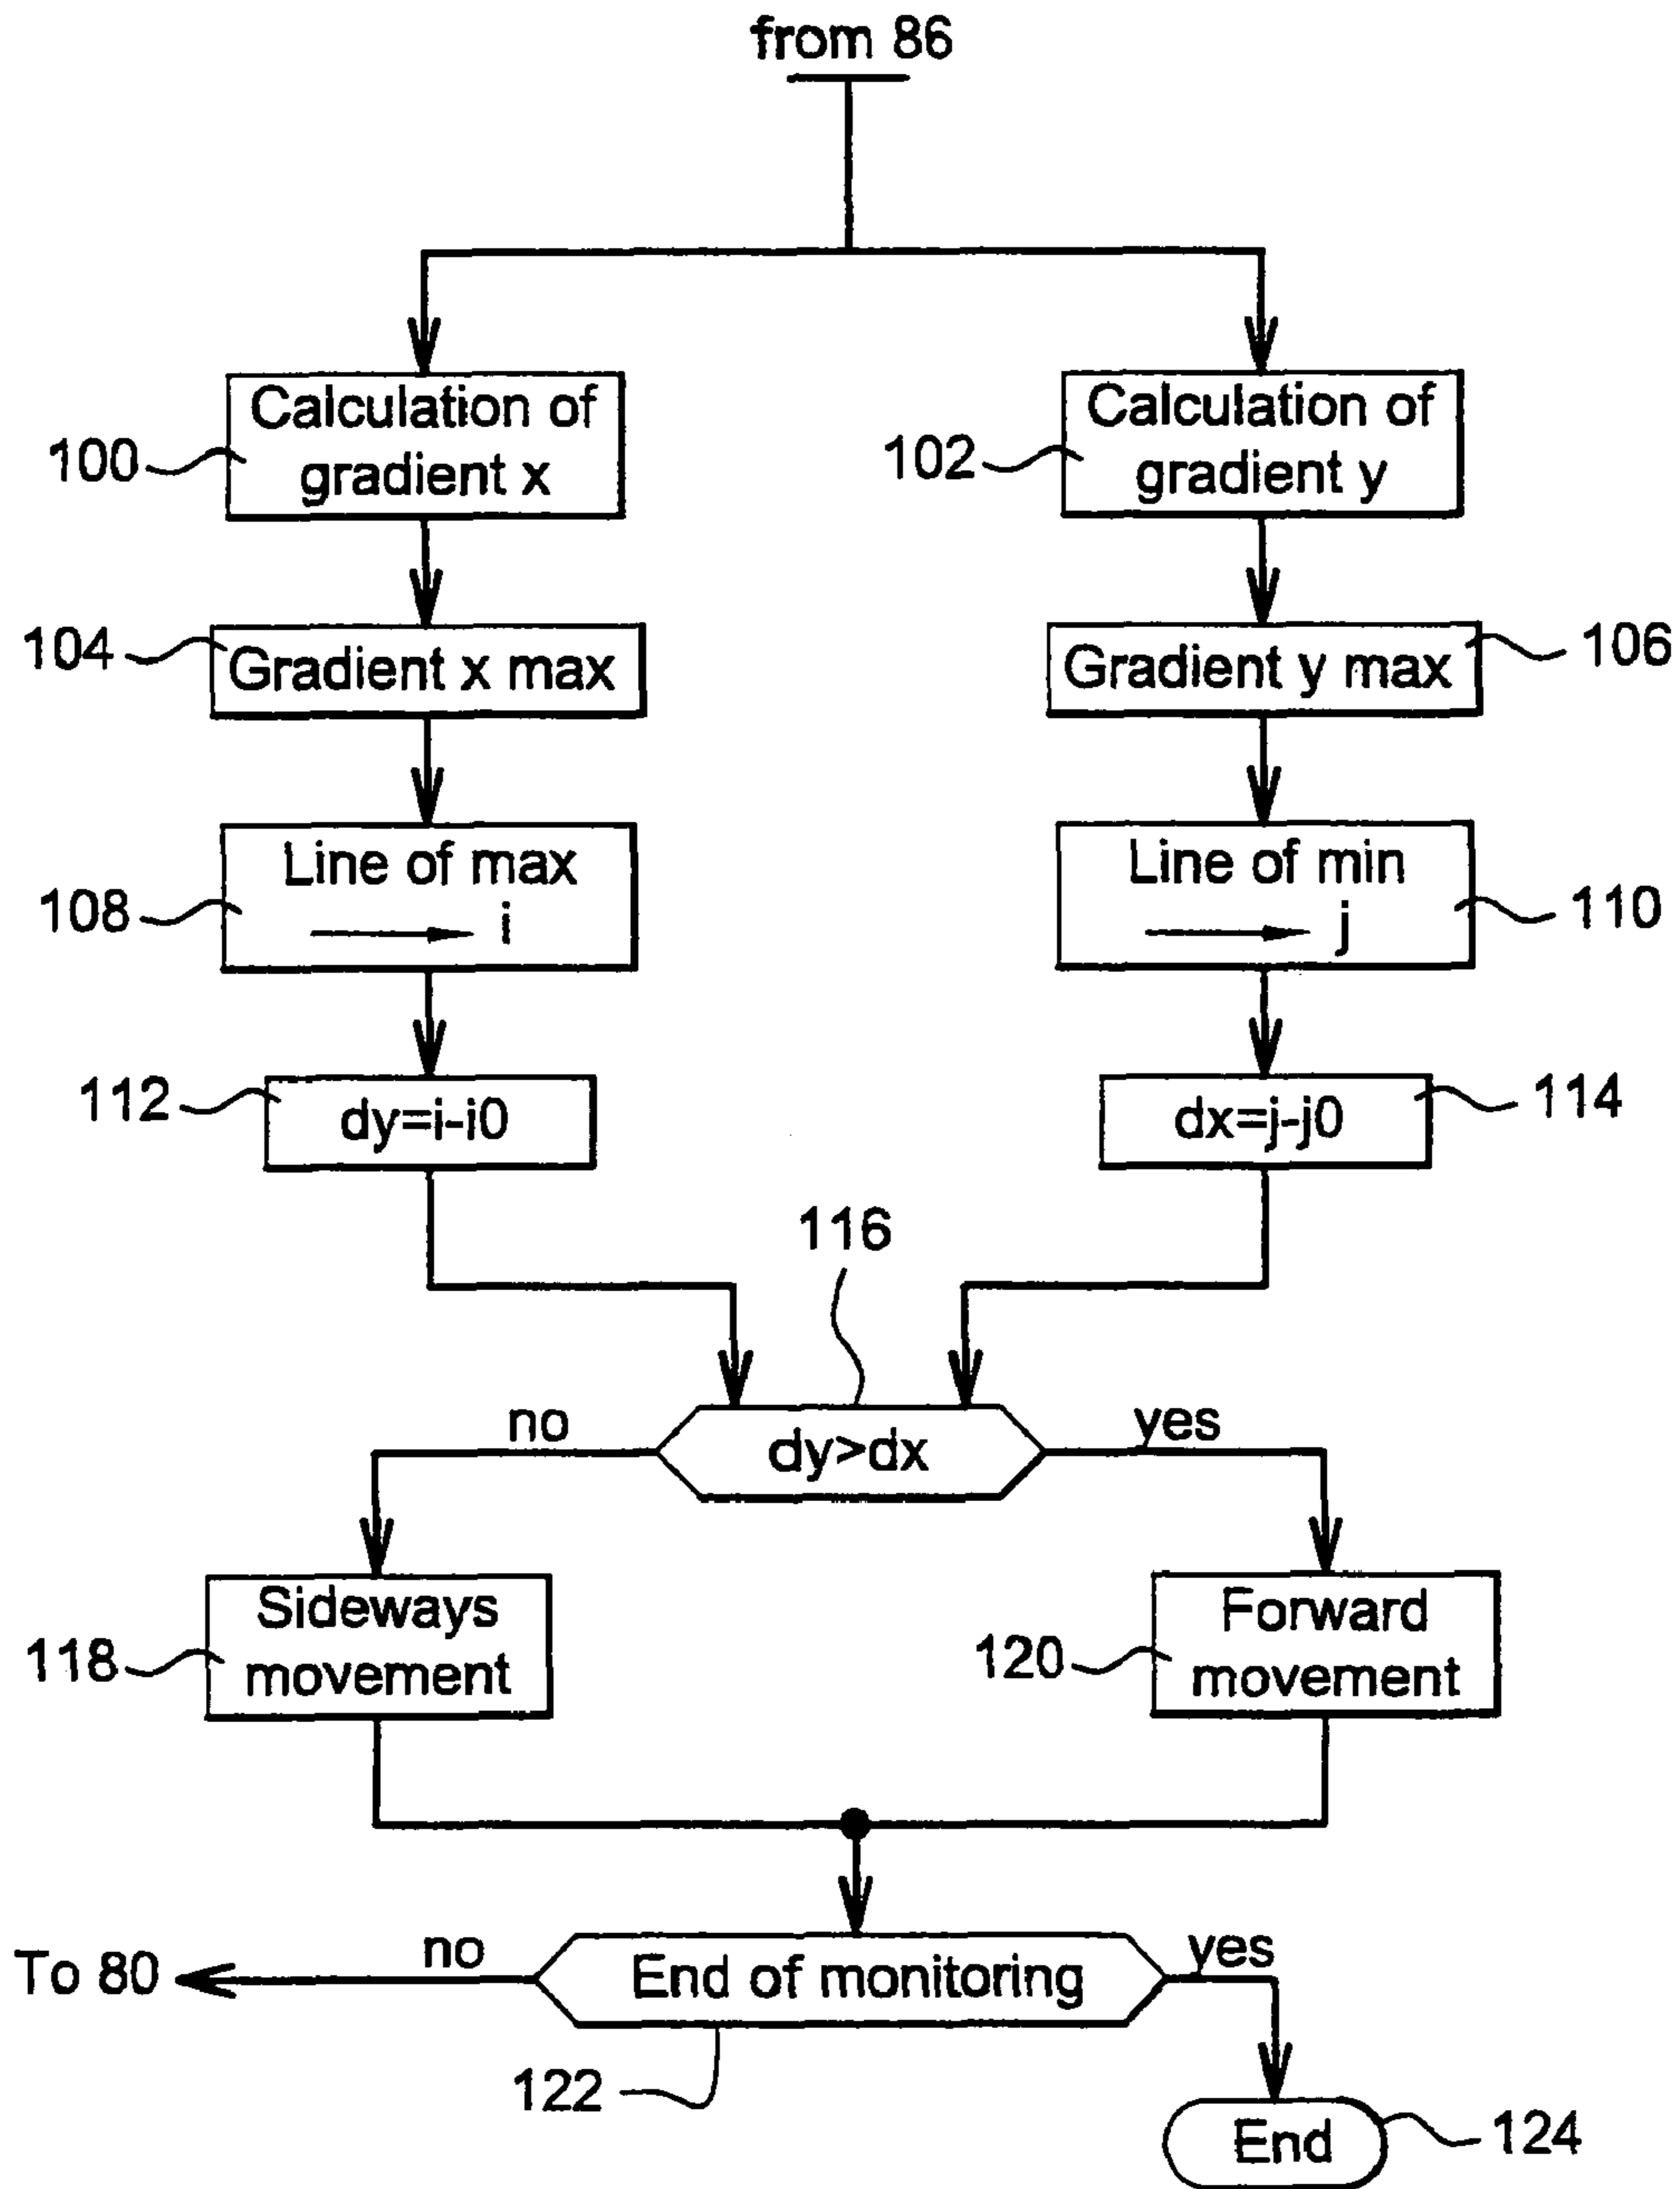 from 86
Calculation of
gradient x
100
Calculation of
gradient y
102
104
Gradient x max
Gradient y max
106
Line of max
i
108
Line of min
j
110
112
dy=i-i0
dx=j-j0
114
116
no
dy>dx
yes
Sideways
movement
118
Forward
movement
120
To 80
no
End of monitoring
yes
122
End
124